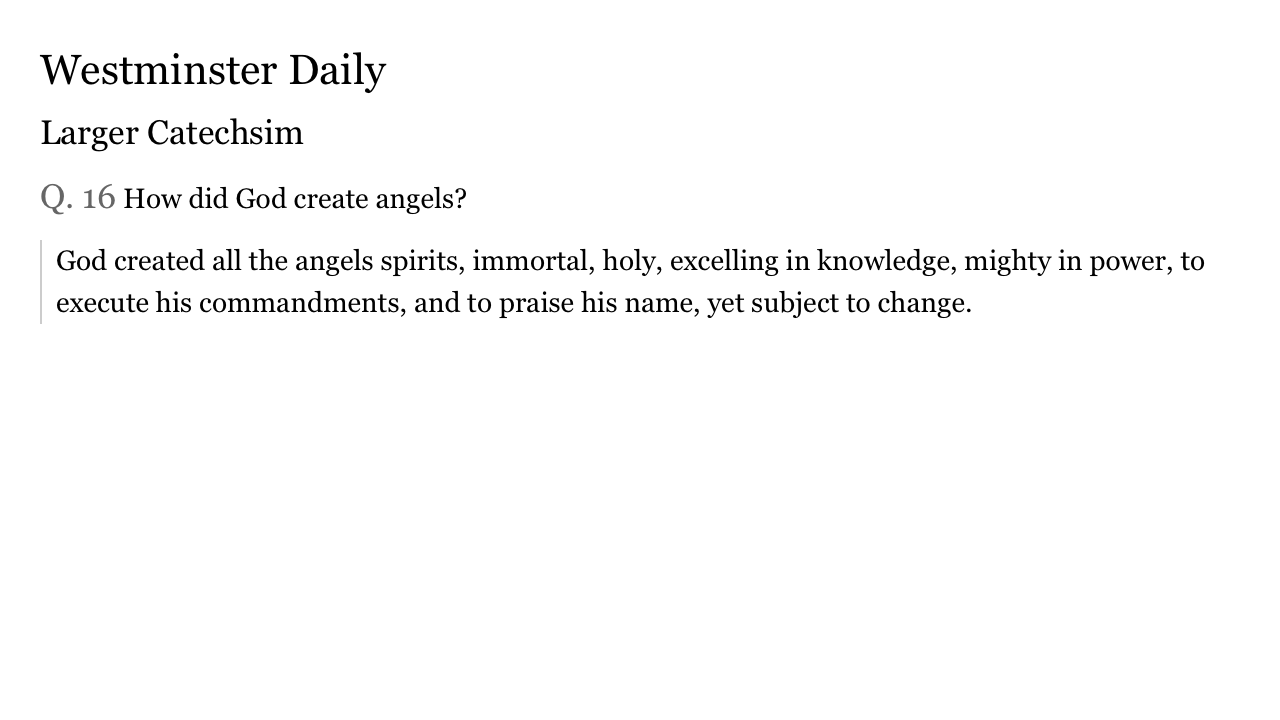 Westminster Daily
Larger Catechsim
Q. 16 How did God create angels?
God created all the angels spirits, immortal, holy, excelling in knowledge, mighty in power, to
execute his commandments, and to praise his name, yet subject to change.